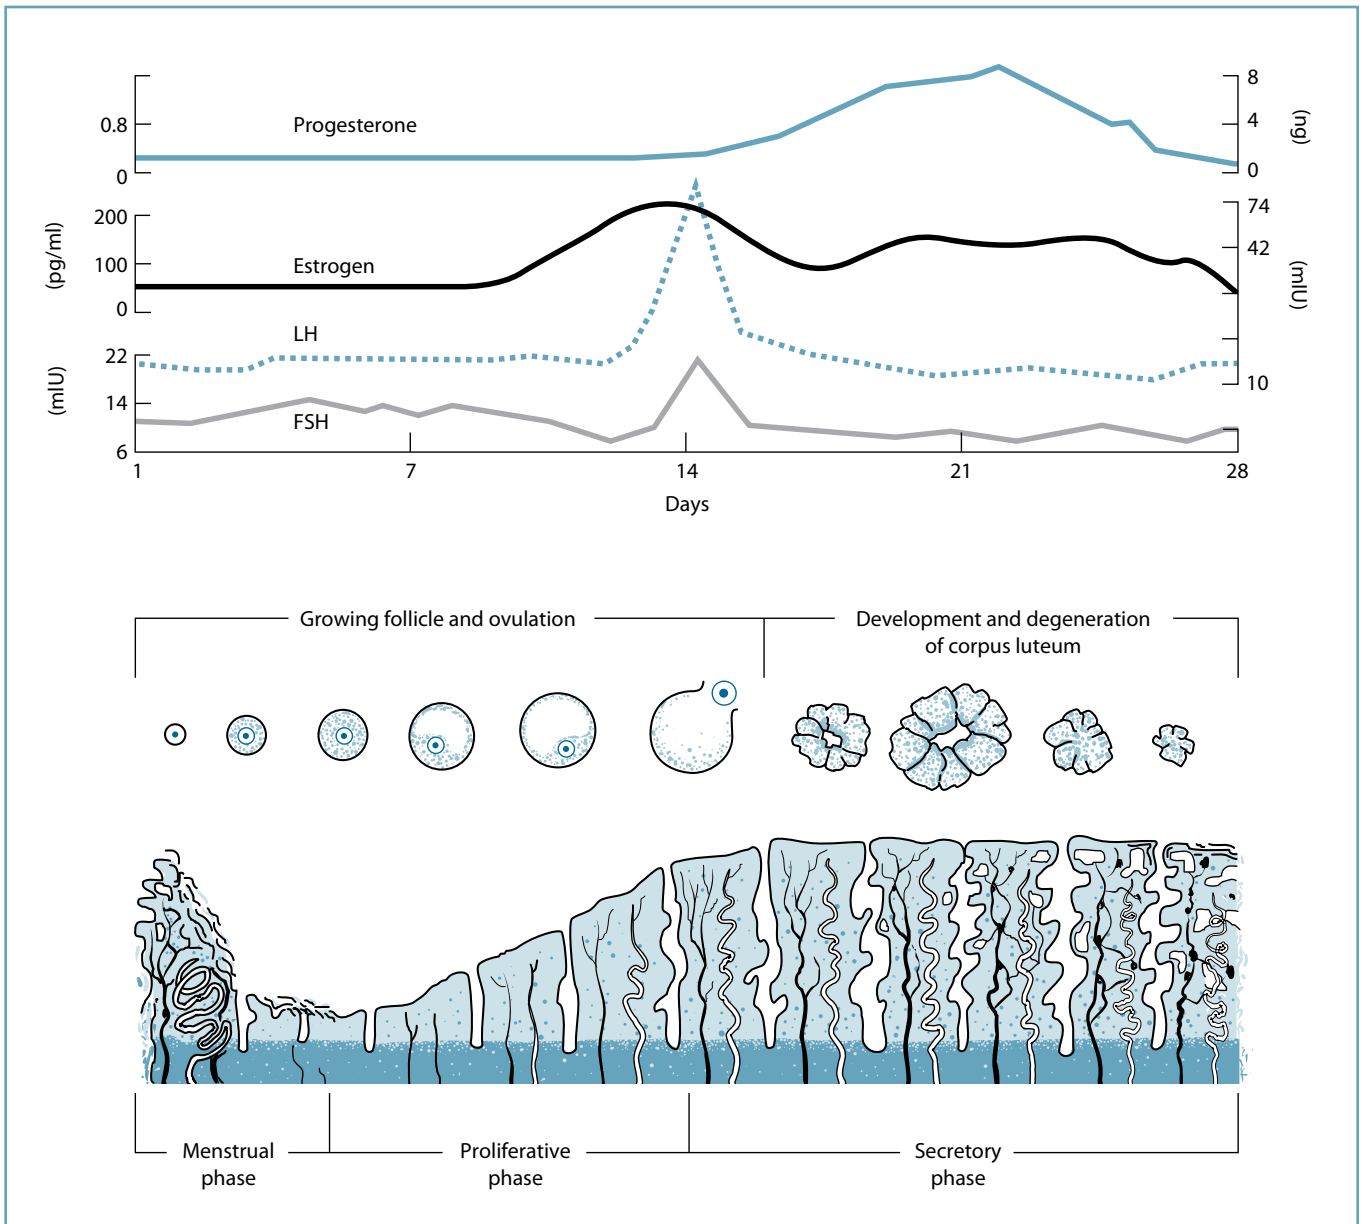 8
0.8
Progesterone
4
(ng)
0
0
200
74
(pg/ml)
100
Estrogen
42
(mIU)
0
LH
22
10
(mIU)
14
FSH
6
1
7
14
21
28
Days
Growing follicle and ovulation
Development and degeneration
of corpus luteum
Menstrual
phase
Proliferative
phase
Secretory
phase